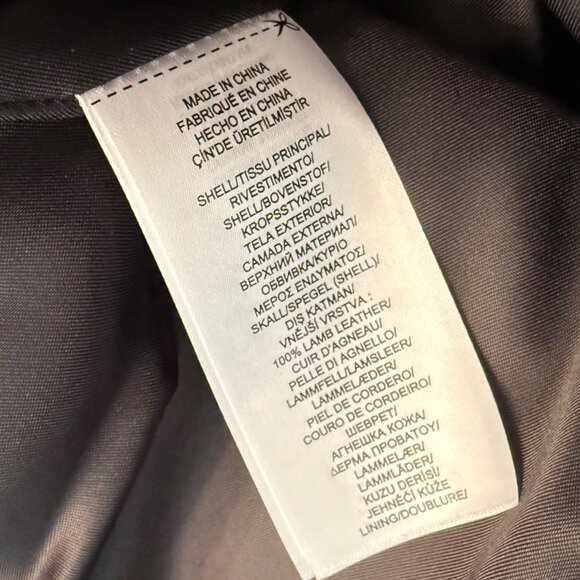 MADE IN CHINA
FABRIQUÉ EN CHINE
HECHO EN CHINA
ÇİN'DE ÜRETİLMİŞTİR
SHELL/TISSU PRINCIPAL/
RIVESTIMENTO/
SHELL/BOVENSTOF/
KROPSSTYKKE/
TELA EXTERIOR/
CAMADA EXTERNA/
ВЕРХНИЙ МАТЕРИАЛ/
ОБВИВКА/ΚΥΡΙΟ
ΜΕΡΟΣ ΕΝΔΥΜΑΤΟΣ/
SKALL/SPEGEL (SHELL)/
DIŞ KATMAN/
VNĚJŠÍ VRSTVA :
100% LAMB LEATHER/
CUIR D'AGNEAU/
PELLE DI AGNELLO/
LAMMFELL/LAMSLEER/
LAMMELÆDER/
PIEL DE CORDERO/
COURO DE CORDEIRO/
ШЕВРЕТ/
АГНЕШКА КОЖА/
ΔΕΡΜΑ ΠΡΟΒΑΤΟΥ/
LAMMELÆR/
LAMMLÄDER/
KUZU DERİSİ/
JEHNĚČÍ KŮŽE
LINING/DOUBLURE/